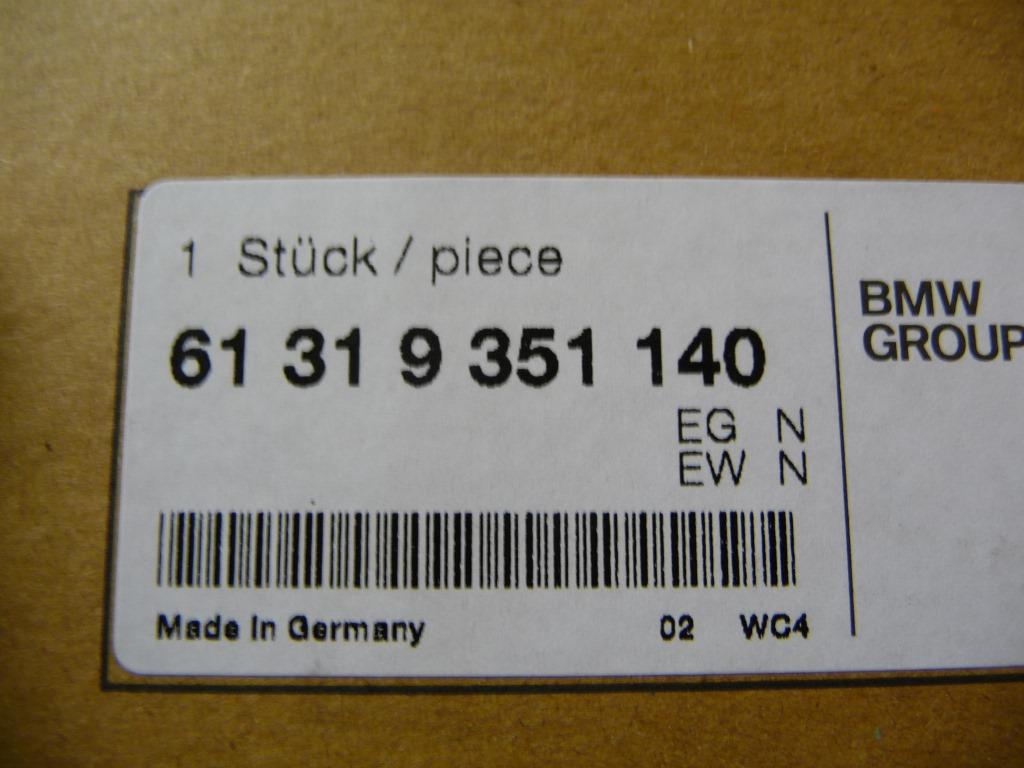 1 Stück / piece
61 31 9 351 140
EG N
EW N
Made In Germany 02 WC4
BMW
GROUP